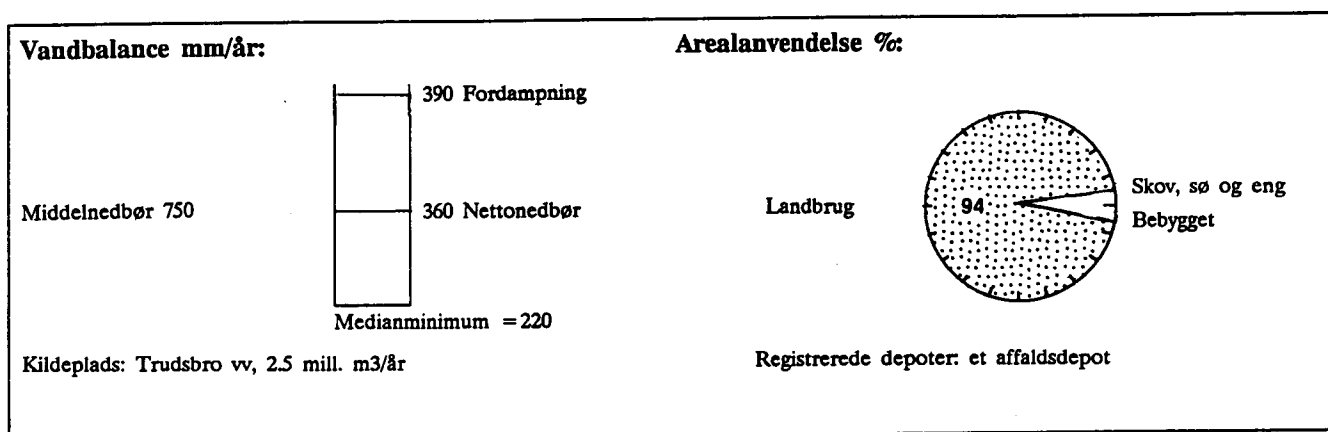 Vandbalance mm/år:
390 Fordampning
Middelnedbør 750
360 Nettonedbør
Medianminimum =220
Kildeplads: Trudsbro vv, 2.5 mill. m3/år
Arealanvendelse %:
Landbrug
94
Skov, sø og eng
Bebygget
Registrerede depoter: et affaldsdepot